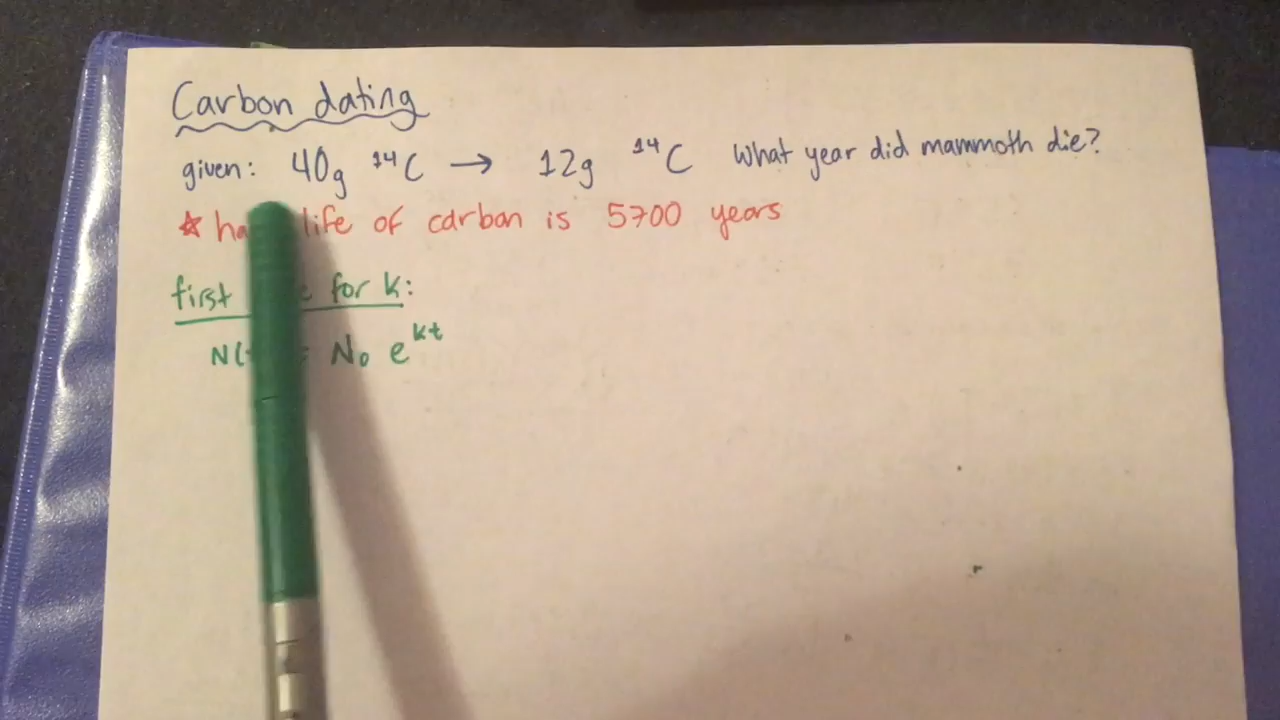 Carbon dating
given: 40g ¹⁴C → 12g ¹⁴C What year did mammoth die?
☆ life of carbon is 5700 years
first for k:
N₀ e^kt